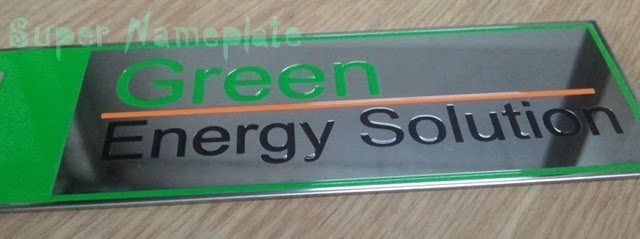 Super Nameplate
Green
Energy Solution